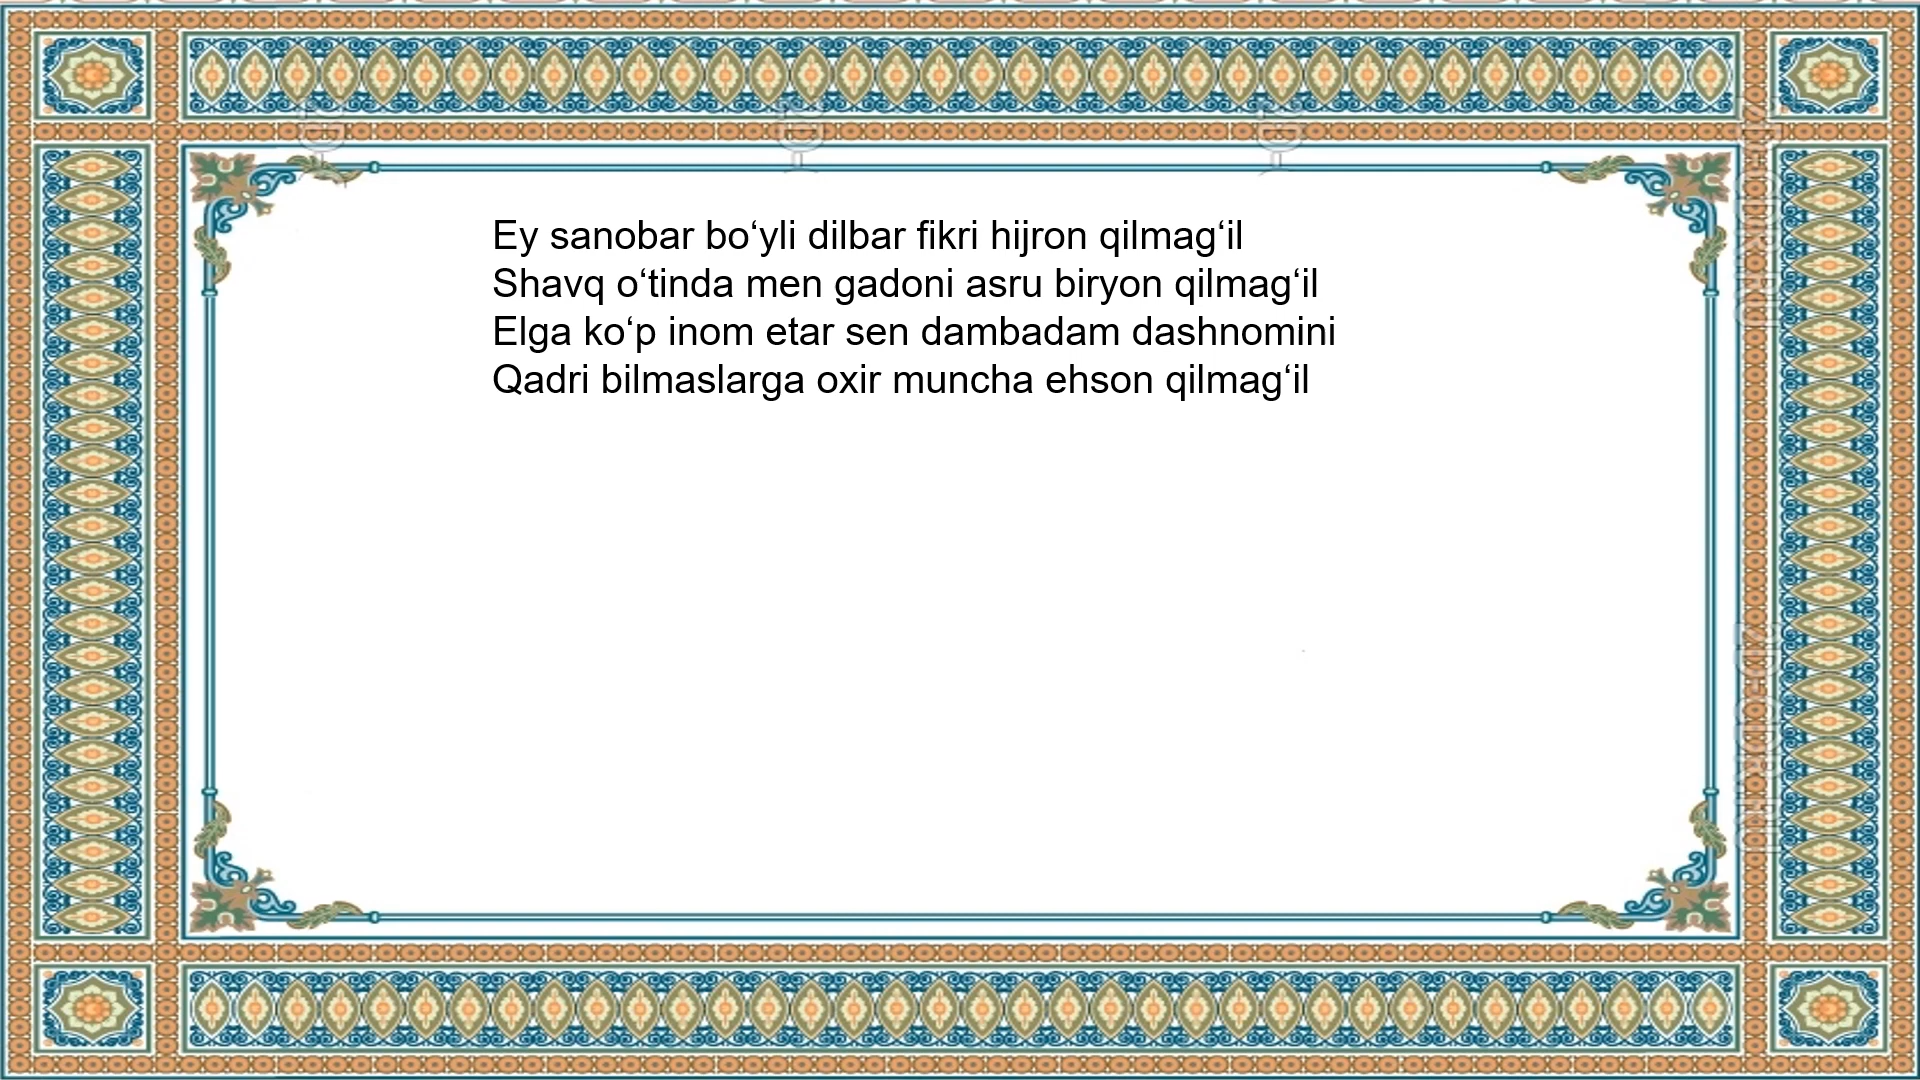 Ey sanobar bo‘yli dilbar fikri hijron qilmag‘il
Shavq o‘tinda men gadoni asru biryon qilmag‘il
Elga ko‘p inom etar sen dambadam dashnomini
Qadri bilmaslarga oxir muncha ehson qilmag‘il